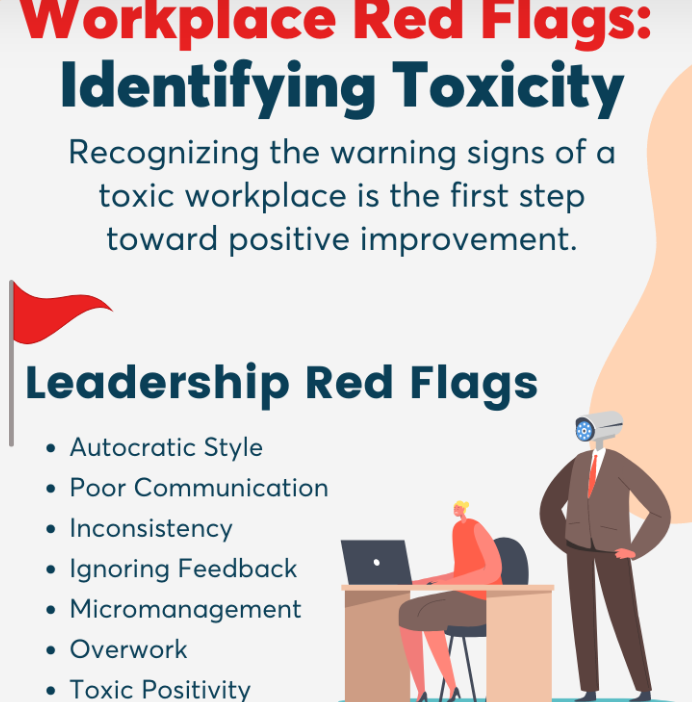 Workplace Red Flags:
Identifying Toxicity
Recognizing the warning signs of a
toxic workplace is the first step
toward positive improvement.
Leadership Red Flags
• Autocratic Style
• Poor Communication
• Inconsistency
• Ignoring Feedback
• Micromanagement
• Overwork
• Toxic Positivity